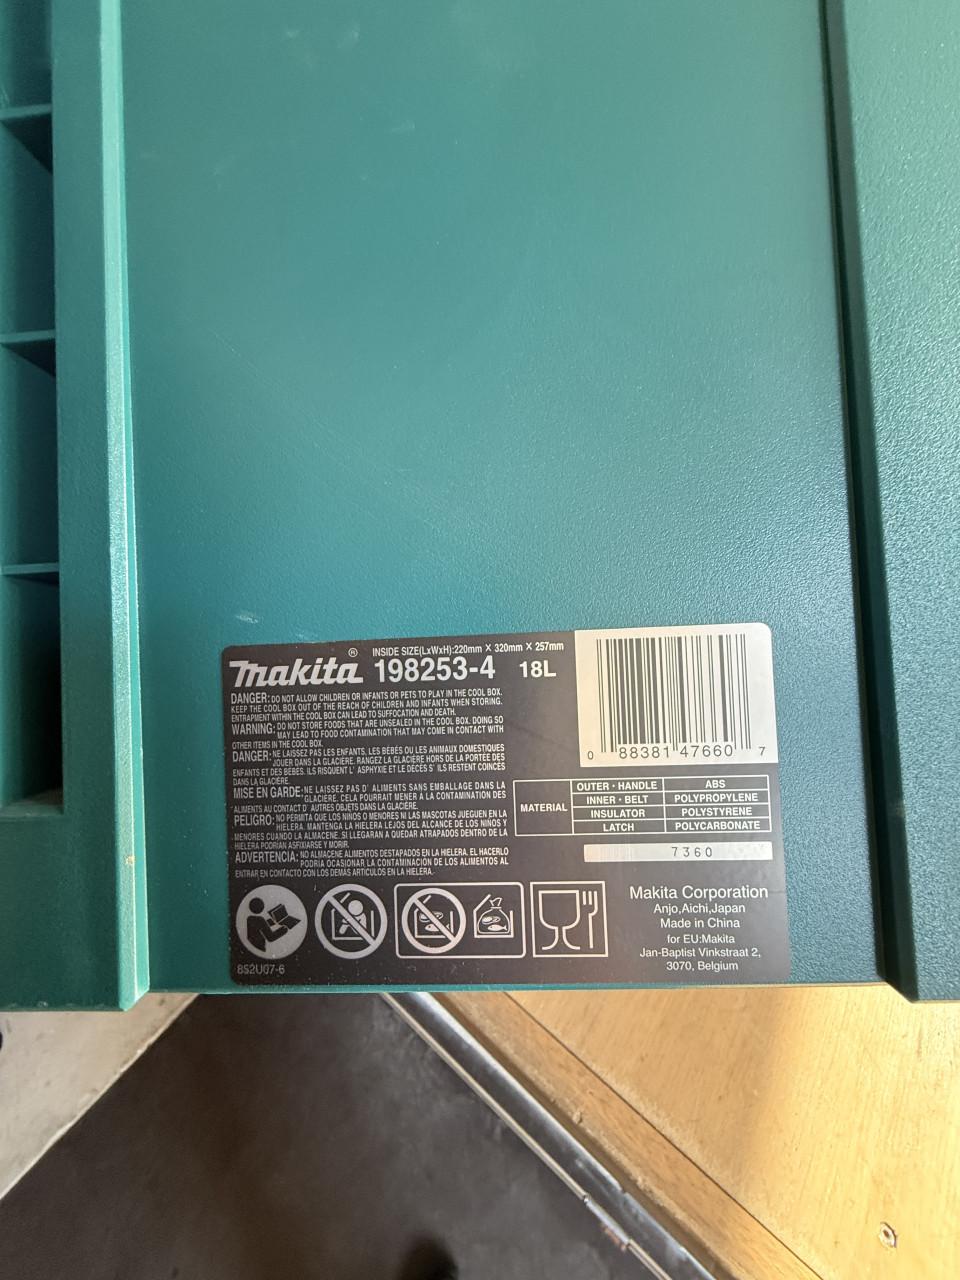 INSIDE SIZE(LxWxH):220mm × 320mm × 257mm
makita® 198253-4 18L
DANGER: DO NOT ALLOW CHILDREN OR INFANTS OR PETS TO PLAY IN THE COOL BOX.
KEEP THE COOL BOX OUT OF THE REACH OF CHILDREN AND INFANTS WHEN STORING.
ENTRAPMENT WITHIN THE COOL BOX CAN LEAD TO SUFFOCATION AND DEATH.
WARNING: DO NOT STORE FOODS THAT ARE UNSEALED IN THE COOL BOX. DOING SO
MAY LEAD TO FOOD CONTAMINATION THAT MAY COME IN CONTACT WITH
OTHER ITEMS IN THE COOL BOX.
DANGER: NE LAISSEZ PAS LES ENFANTS, LES BÉBÉS OU LES ANIMAUX DOMESTIQUES
JOUER DANS LA GLACIÈRE. RANGEZ LA GLACIÈRE HORS DE LA PORTÉE DES
ENFANTS ET DES BÉBÉS. ILS RISQUENT L' ASPHYXIE ET LE DÉCÈS S' ILS RESTENT COINCÉS
DANS LA GLACIÈRE.
MISE EN GARDE: NE LAISSEZ PAS D' ALIMENTS SANS EMBALLAGE DANS LA
GLACIÈRE. CELA POURRAIT MENER À LA CONTAMINATION DES
ALIMENTS AU CONTACT D' AUTRES OBJETS DANS LA GLACIÈRE.
PELIGRO: NO PERMITA QUE LOS NIÑOS O MENORES NI LAS MASCOTAS JUEGUEN EN LA
HIELERA. MANTENGA LA HIELERA LEJOS DEL ALCANCE DE LOS NIÑOS Y
MENORES CUANDO LA ALMACENE. SI LLEGARAN A QUEDAR ATRAPADOS DENTRO DE LA
HIELERA PODRÍAN ASFIXIARSE Y MORIR.
ADVERTENCIA: NO ALMACENE ALIMENTOS DESTAPADOS EN LA HIELERA. EL HACERLO
PODRÍA OCASIONAR LA CONTAMINACIÓN DE LOS ALIMENTOS AL
ENTRAR EN CONTACTO CON LOS DEMÁS ARTÍCULOS EN LA HIELERA.
8S2U07-6
0 88381 47660 7
MATERIAL
OUTER・HANDLE ABS
INNER・BELT POLYPROPYLENE
INSULATOR POLYSTYRENE
LATCH POLYCARBONATE
7360
Makita Corporation
Anjo,Aichi,Japan
Made in China
for EU:Makita
Jan-Baptist Vinkstraat 2,
3070, Belgium